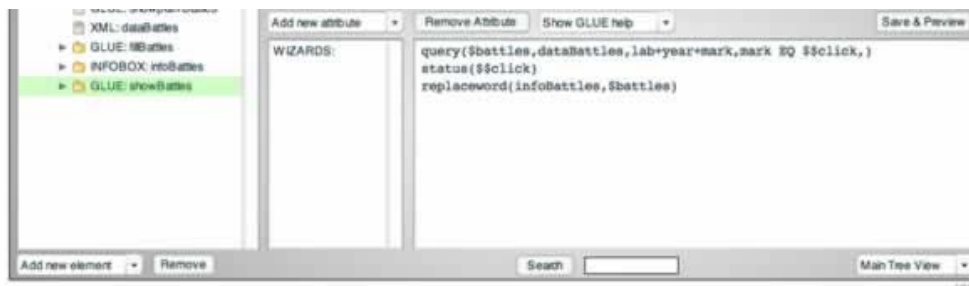 GLUE: showpairBattles
XML: dataBattles
GLUE: fillBattles
INFOBOX: infoBattles
GLUE: showBattles
Add new attribute
Remove Attribute
Show GLUE help
Save & Preview
WIZARDS:
query($battles,dataBattles,lab+year+mark,mark EQ $$click,)
status($$click)
replaceword(infoBattles,$battles)
Add new element
Remove
Search
Main Tree View